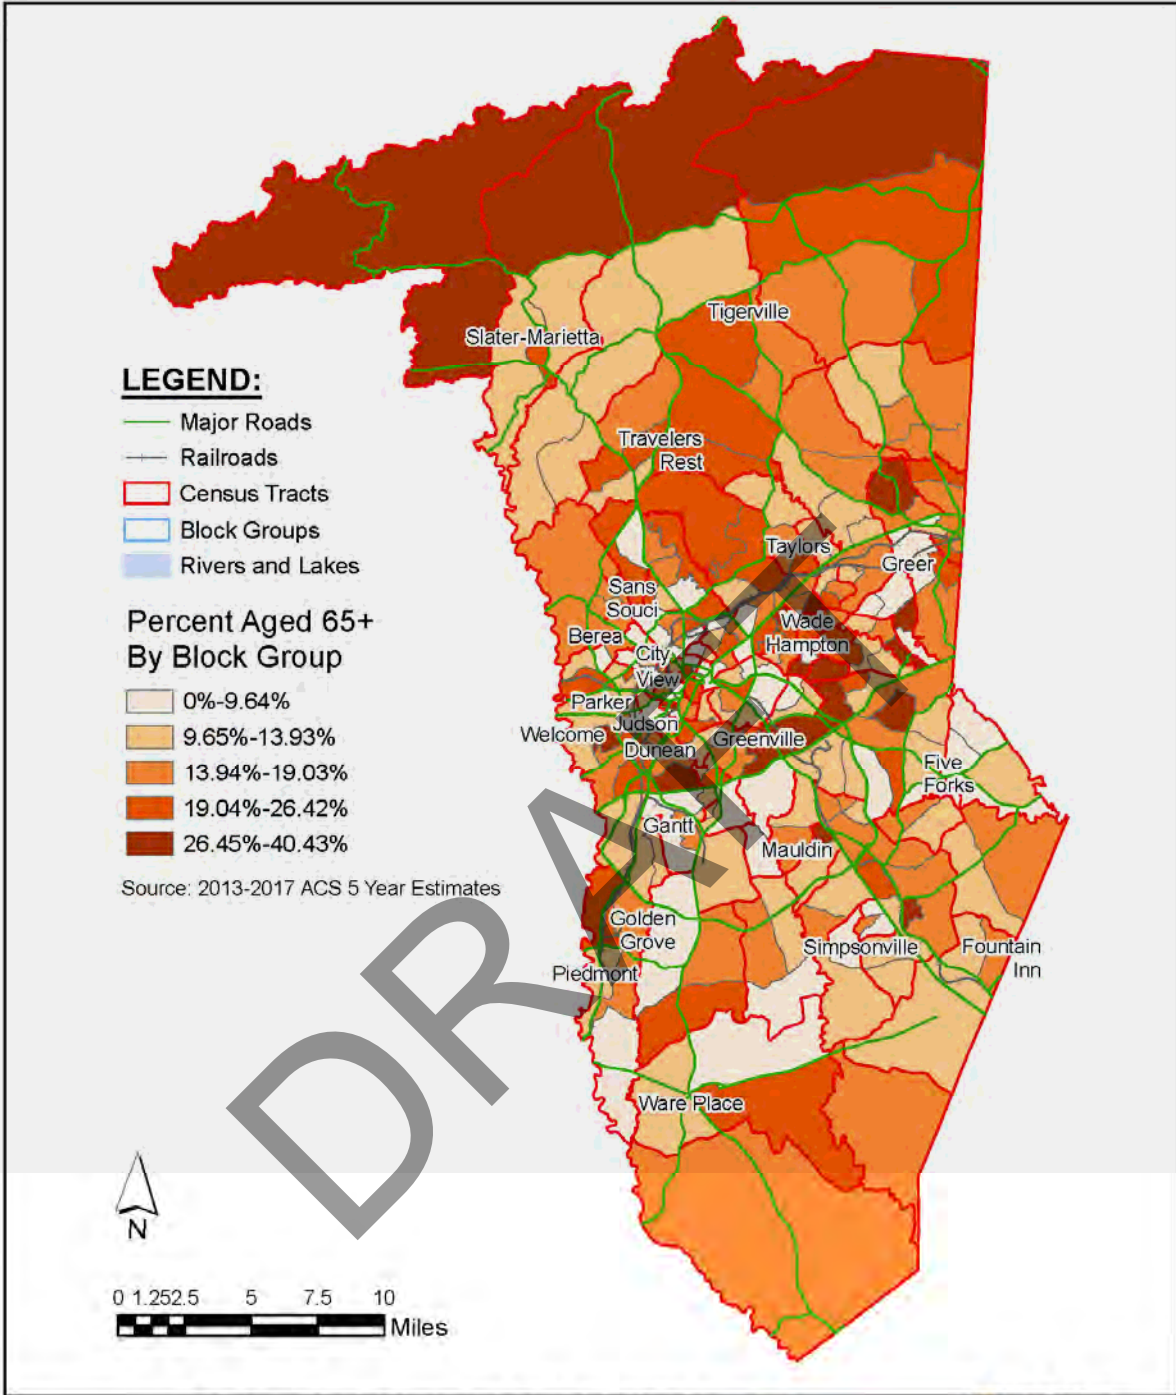 Tigerville
Slater-Marietta
LEGEND:
Major Roads
Railroads
Census Tracts
Block Groups
Rivers and Lakes
Percent Aged 65+
By Block Group
0%-9.64%
9.65%-13.93%
13.94%-19.03%
19.04%-26.42%
26.45%-40.43%
Source: 2013-2017 ACS 5 Year Estimates
Travelers
Rest
Taylors
Greer
Sans
Souci
Wade
Hampton
Berea
City
View
Parker
Judson
Welcome
Dunean
Greenville
Five
Forks
Gantt
Mauldin
Golden
Grove
Simpsonville
Fountain
Inn
Piedmont
Ware Place
DRAFT
N
0 1.252.5 5 7.5 10
Miles